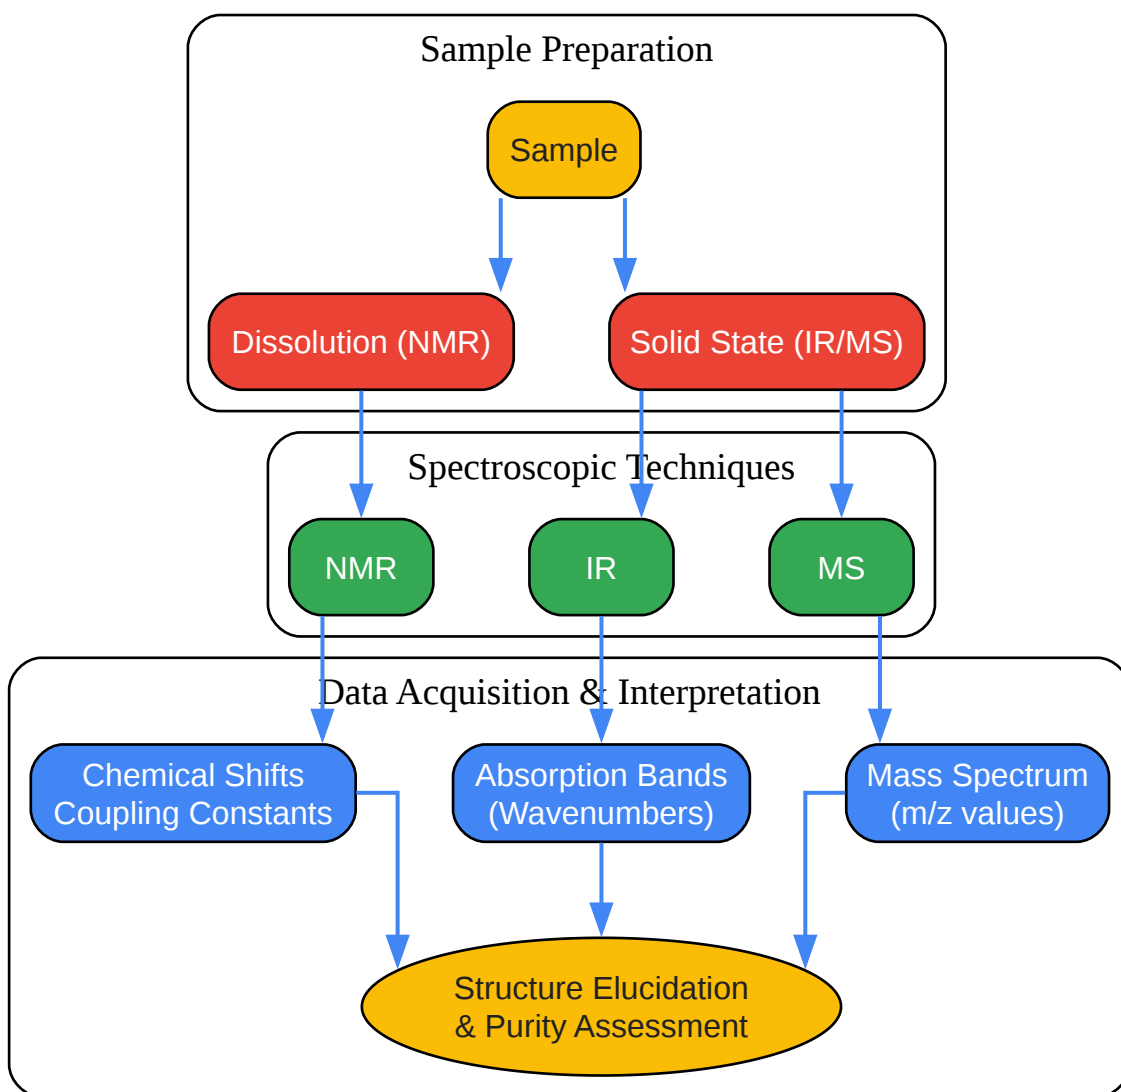 Sample Preparation
Sample
Dissolution (NMR)
Solid State (IR/MS)
Spectroscopic Techniques
NMR
IR
MS
Data Acquisition & Interpretation
Chemical Shifts
Coupling Constants
Absorption Bands
(Wavenumbers)
Mass Spectrum
(m/z values)
Structure Elucidation
& Purity Assessment